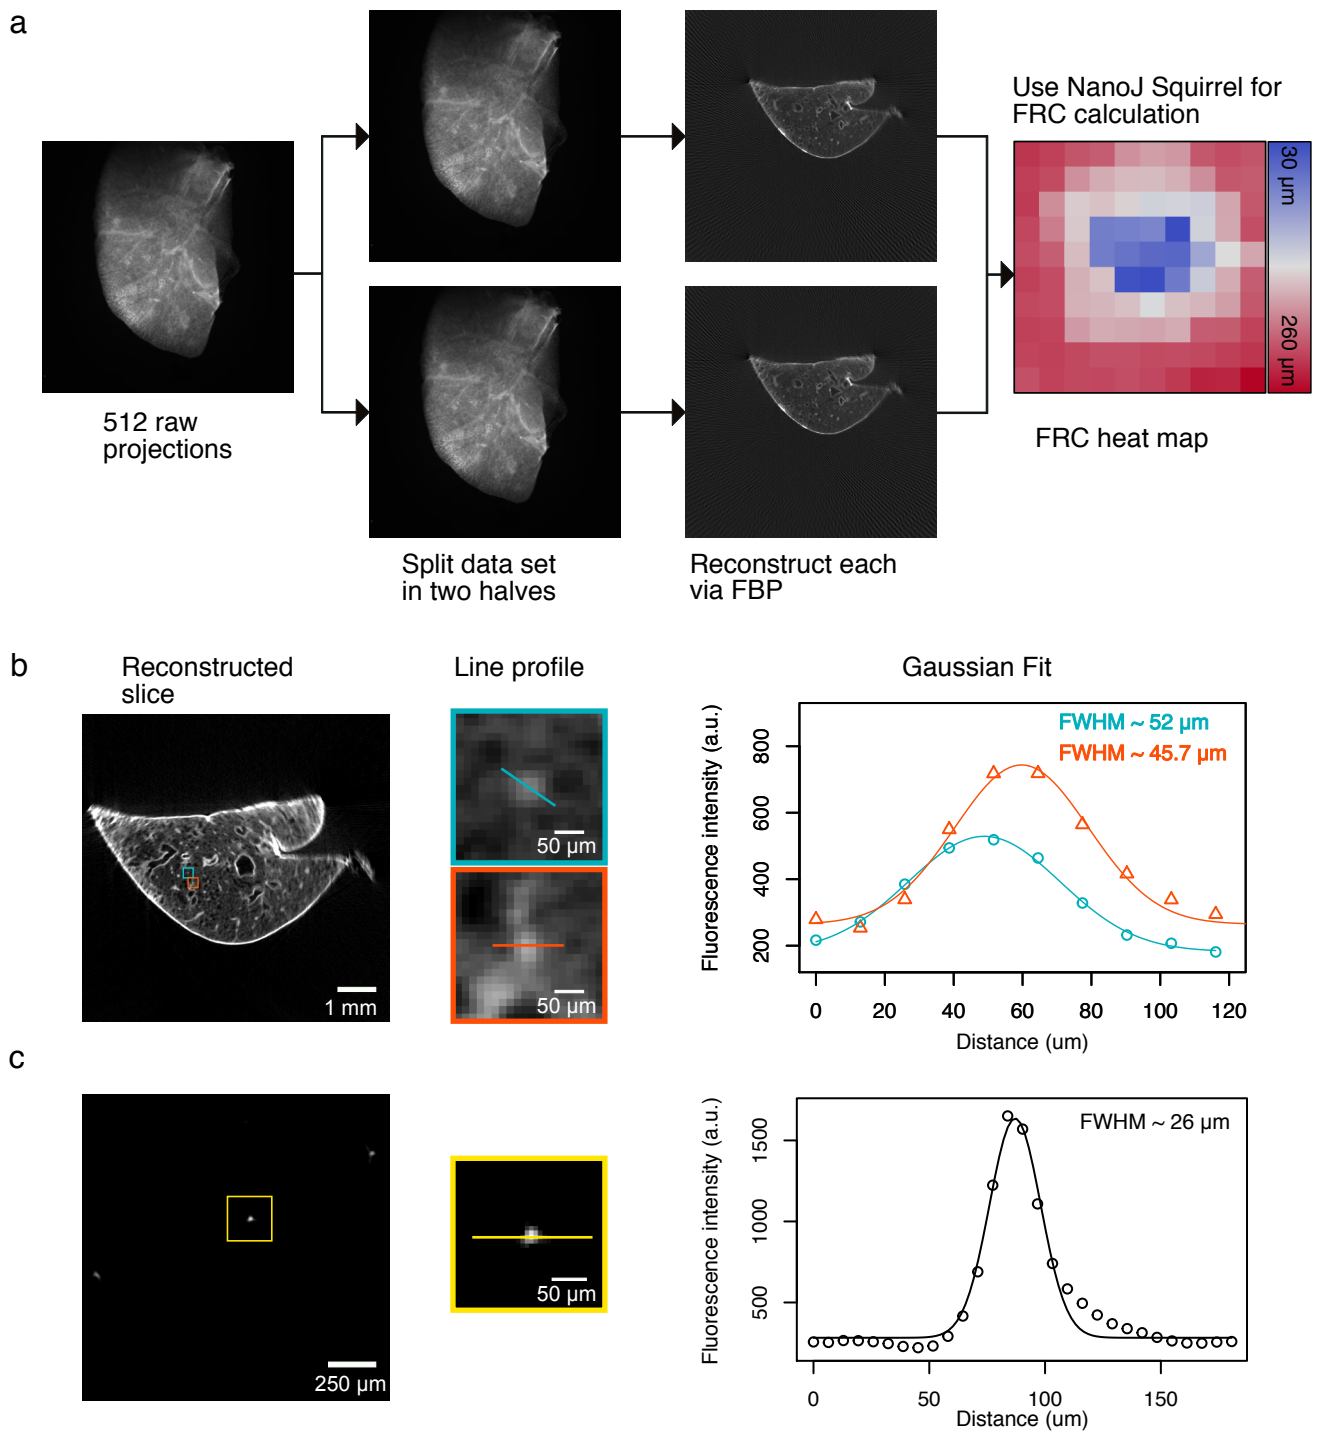 a
Use NanoJ Squirrel for
FRC calculation
30 µm
260 µm
512 raw
projections
FRC heat map
Split data set
in two halves
Reconstruct each
via FBP
b
Reconstructed
slice
Line profile
Gaussian Fit
1 mm
50 µm
50 µm
Fluorescence intensity (a.u.)
800
600
400
200
FWHM ~ 52 µm
FWHM ~ 45.7 µm
0 20 40 60 80 100 120
Distance (um)
c
250 µm
50 µm
Fluorescence intensity (a.u.)
1500
1000
500
FWHM ~ 26 µm
0 50 100 150
Distance (um)